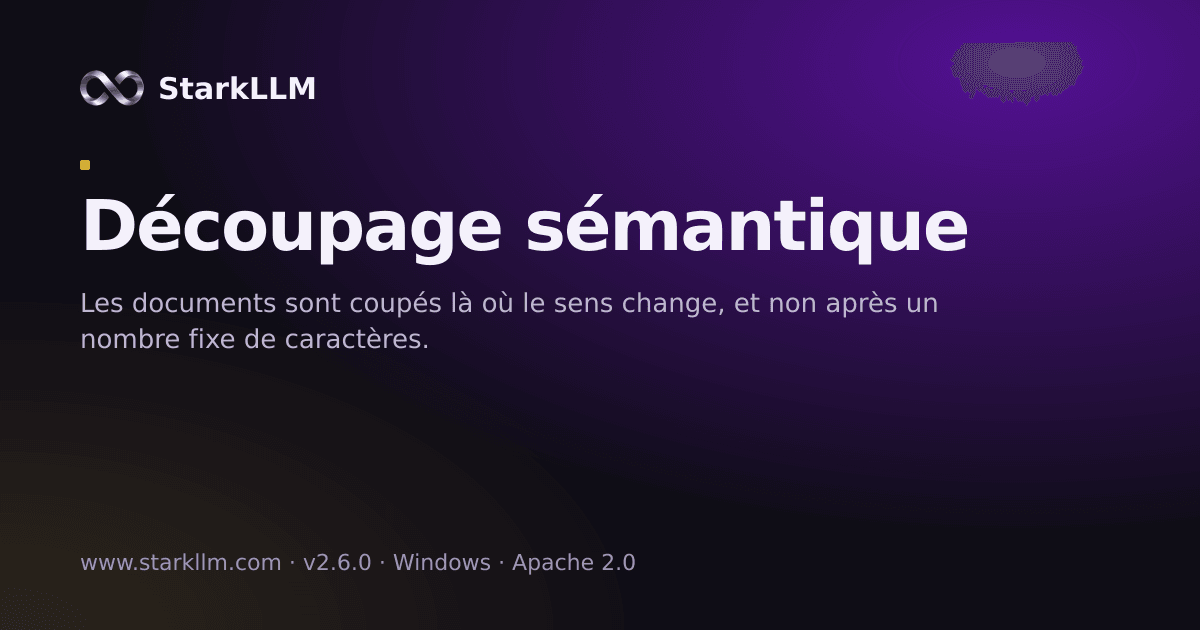 StarkLLM
Découpage sémantique
Les documents sont coupés là où le sens change, et non après un
nombre fixe de caractères.
www.starkllm.com · v2.6.0 · Windows · Apache 2.0